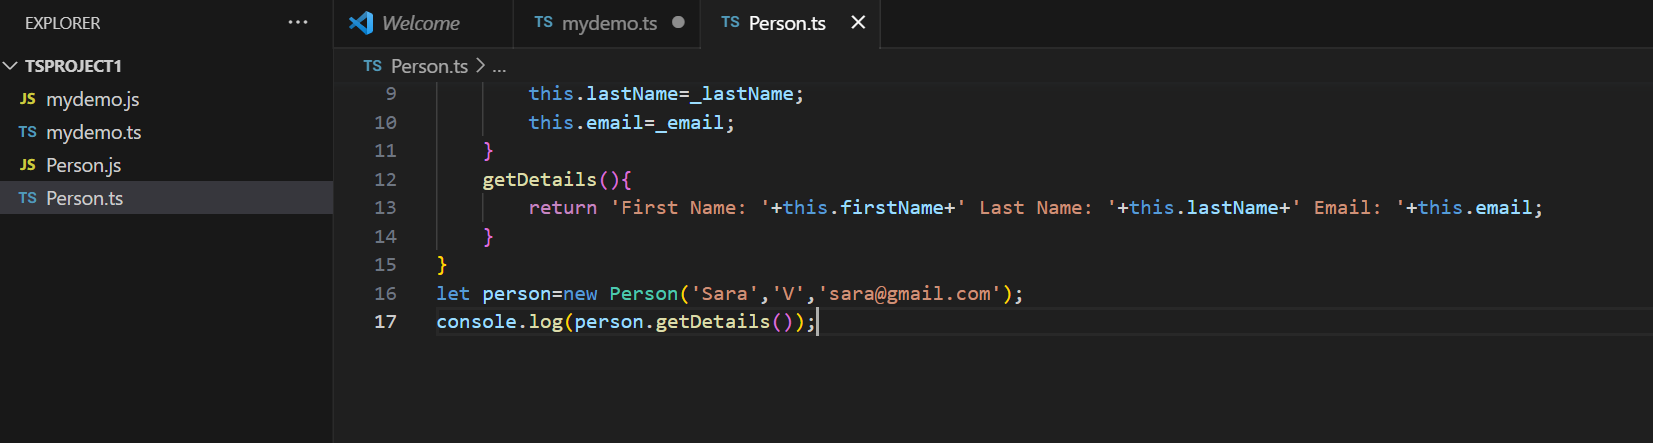 EXPLORER ...
Welcome
TS mydemo.ts
TS Person.ts
TSPROJECT1
JS mydemo.js
TS mydemo.ts
JS Person.js
TS Person.ts
TS Person.ts > ...
9 this.lastName=_lastName;
10 this.email=_email;
11 }
12 getDetails(){
13 return 'First Name: '+this.firstName+' Last Name: '+this.lastName+' Email: '+this.email;
14 }
15 }
16 let person=new Person('Sara','V','sara@gmail.com');
17 console.log(person.getDetails());